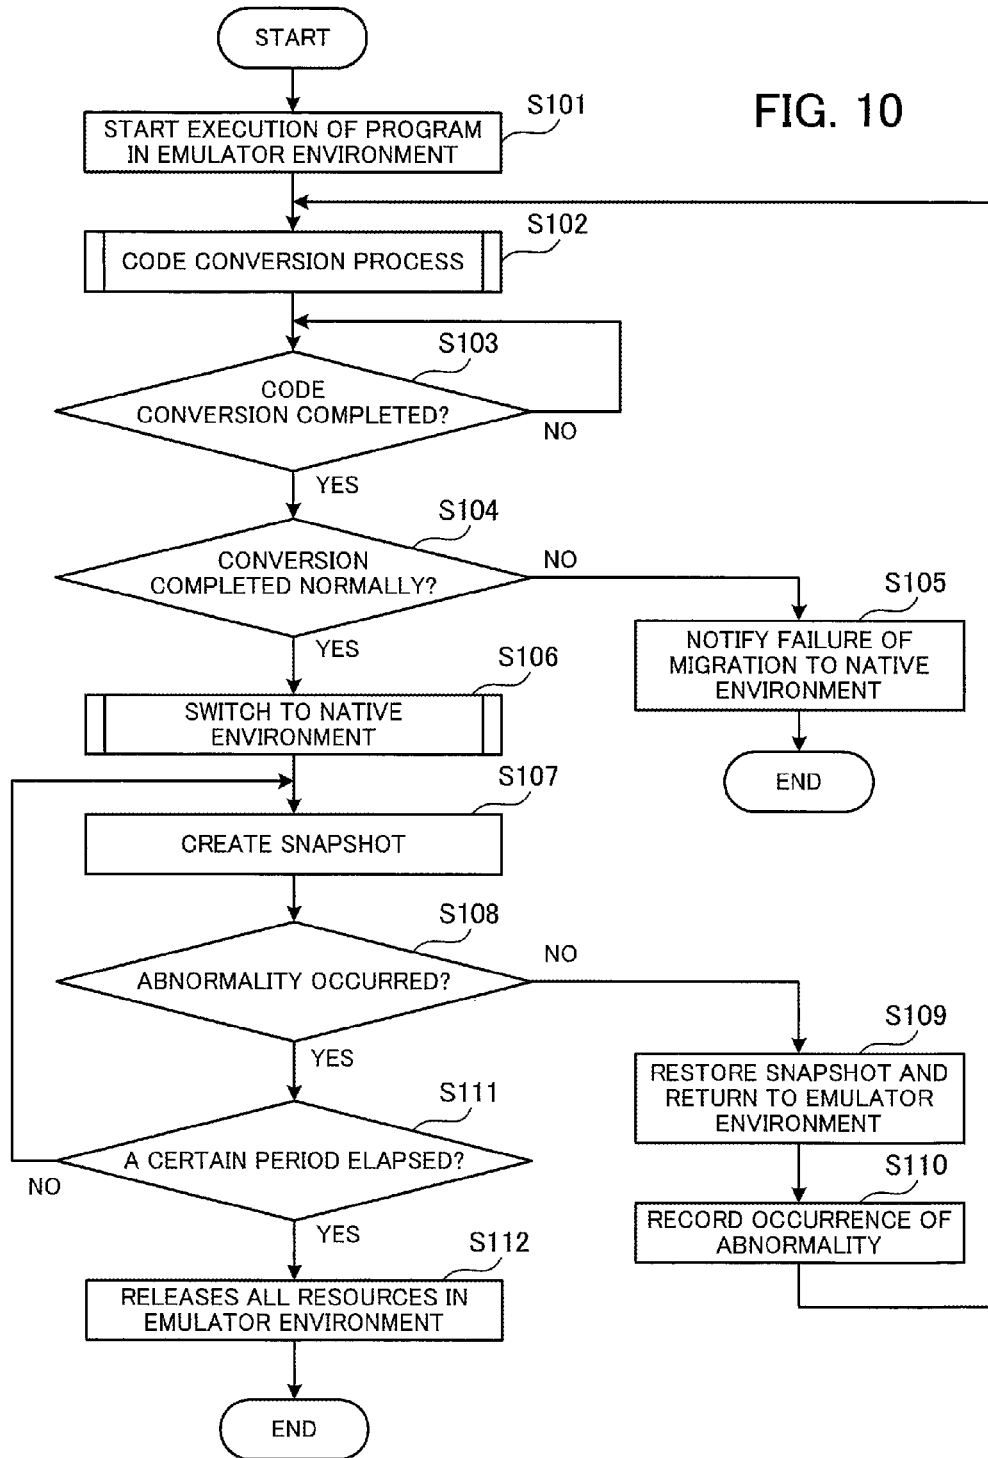 START
FIG. 10
S101
START EXECUTION OF PROGRAM
IN EMULATOR ENVIRONMENT
S102
CODE CONVERSION PROCESS
S103
CODE
CONVERSION COMPLETED?
NO
YES
S104
CONVERSION
COMPLETED NORMALLY?
NO
YES
S105
NOTIFY FAILURE OF
MIGRATION TO NATIVE
ENVIRONMENT
END
S106
SWITCH TO NATIVE
ENVIRONMENT
S107
CREATE SNAPSHOT
S108
ABNORMALITY OCCURRED?
NO
YES
S109
RESTORE SNAPSHOT AND
RETURN TO EMULATOR
ENVIRONMENT
S110
RECORD OCCURRENCE OF
ABNORMALITY
S111
A CERTAIN PERIOD ELAPSED?
NO
YES
S112
RELEASES ALL RESOURCES IN
EMULATOR ENVIRONMENT
END